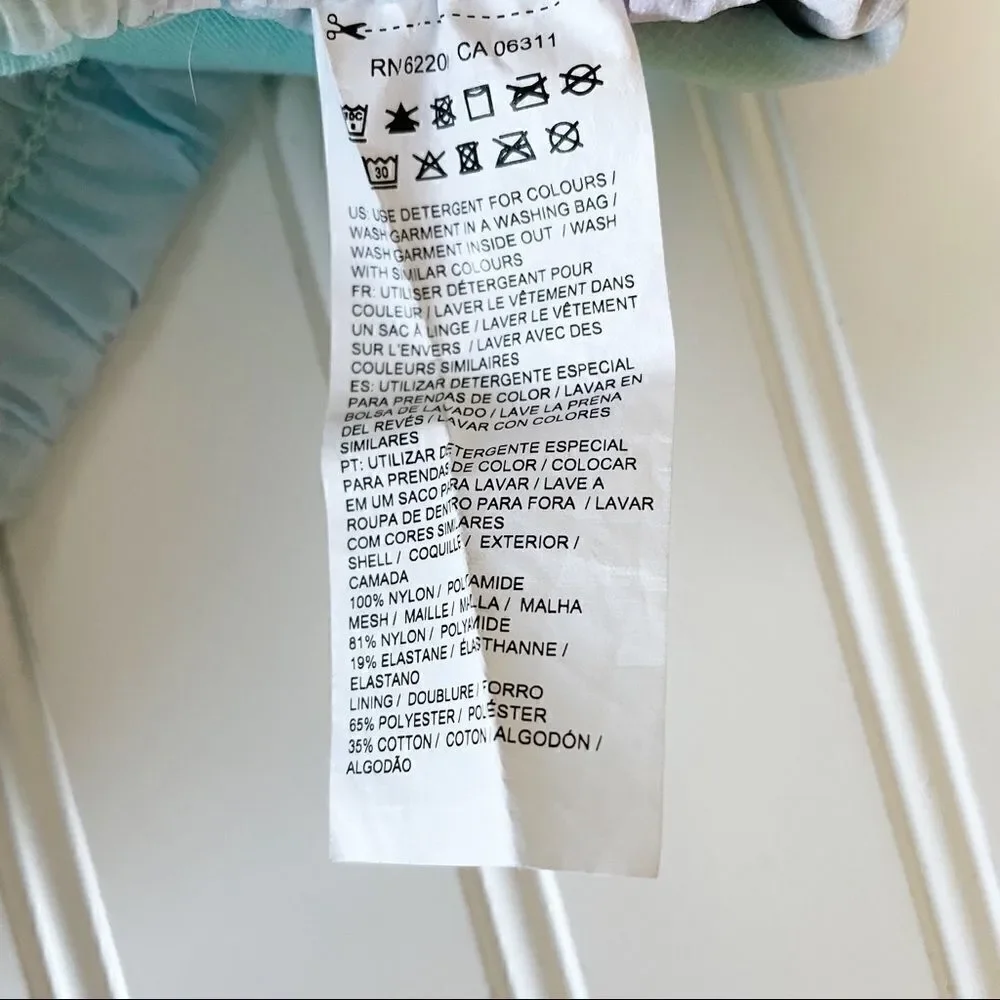 RN 6220 CA 06311
30
US: USE DETERGENT FOR COLOURS /
WASH GARMENT IN A WASHING BAG /
WASH GARMENT INSIDE OUT / WASH
WITH SIMILAR COLOURS
FR: UTILISER DÉTERGEANT POUR
COULEUR / LAVER LE VÊTEMENT DANS
UN SAC À LINGE / LAVER LE VÊTEMENT
SUR L'ENVERS / LAVER AVEC DES
COULEURS SIMILAIRES
ES: UTILIZAR DETERGENTE ESPECIAL
PARA PRENDAS DE COLOR / LAVAR EN
BOLSA DE LAVADO / LAVE LA PRENA
DEL REVÉS / LAVAR CON COLORES
SIMILARES
PT: UTILIZAR DETERGENTE ESPECIAL
PARA PRENDAS DE COLOR / COLOCAR
EM UM SACO PARA LAVAR / LAVE A
ROUPA DE DENTRO PARA FORA / LAVAR
COM CORES SIMILARES
SHELL / COQUILLE / EXTERIOR /
CAMADA
100% NYLON / POLYAMIDE
MESH / MAILLE / MALLA / MALHA
81% NYLON / POLYAMIDE
19% ELASTANE / ÉLASTHANNE /
ELASTANO
LINING / DOUBLURE / FORRO
65% POLYESTER / POLÉSTER
35% COTTON / COTON ALGODÓN /
ALGODÃO